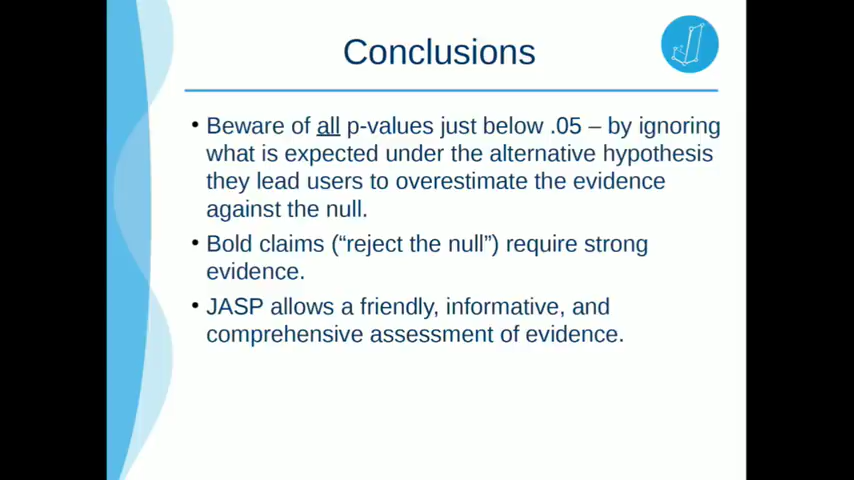 Conclusions
• Beware of all p-values just below .05 – by ignoring
what is expected under the alternative hypothesis
they lead users to overestimate the evidence
against the null.
• Bold claims (“reject the null”) require strong
evidence.
• JASP allows a friendly, informative, and
comprehensive assessment of evidence.